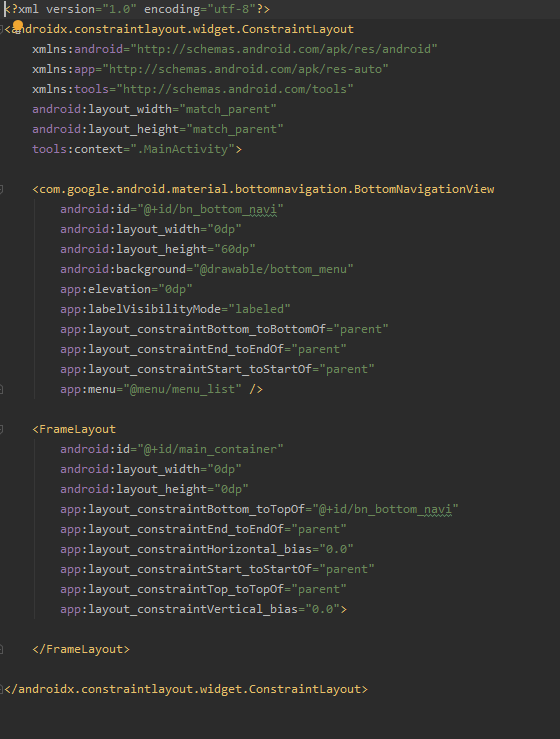 <?xml version="1.0" encoding="utf-8"?>
<androidx.constraintlayout.widget.ConstraintLayout
xmlns:android="http://schemas.android.com/apk/res/android"
xmlns:app="http://schemas.android.com/apk/res-auto"
xmlns:tools="http://schemas.android.com/tools"
android:layout_width="match_parent"
android:layout_height="match_parent"
tools:context=".MainActivity">
<com.google.android.material.bottomnavigation.BottomNavigationView
android:id="@+id/bn_bottom_navi"
android:layout_width="0dp"
android:layout_height="60dp"
android:background="@drawable/bottom_menu"
app:elevation="0dp"
app:labelVisibilityMode="labeled"
app:layout_constraintBottom_toBottomOf="parent"
app:layout_constraintEnd_toEndOf="parent"
app:layout_constraintStart_toStartOf="parent"
app:menu="@menu/menu_list" />
<FrameLayout
android:id="@+id/main_container"
android:layout_width="0dp"
android:layout_height="0dp"
app:layout_constraintBottom_toTopOf="@+id/bn_bottom_navi"
app:layout_constraintEnd_toEndOf="parent"
app:layout_constraintHorizontal_bias="0.0"
app:layout_constraintStart_toStartOf="parent"
app:layout_constraintTop_toTopOf="parent"
app:layout_constraintVertical_bias="0.0">
</FrameLayout>
</androidx.constraintlayout.widget.ConstraintLayout>